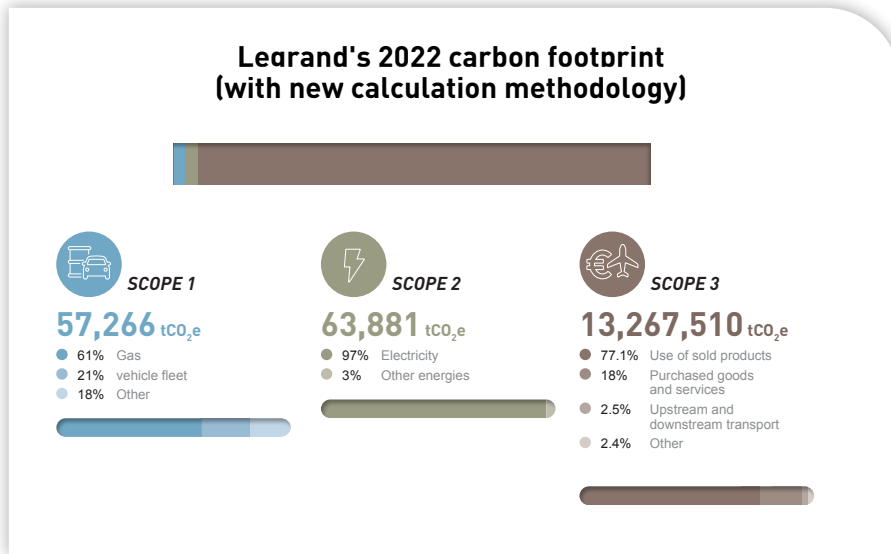 Legrand's 2022 carbon footprint
(with new calculation methodology)
SCOPE 1
57,266 tCO₂e
61% Gas
21% vehicle fleet
18% Other
SCOPE 2
63,881 tCO₂e
97% Electricity
3% Other energies
SCOPE 3
13,267,510 tCO₂e
77.1% Use of sold products
18% Purchased goods
and services
2.5% Upstream and
downstream transport
2.4% Other